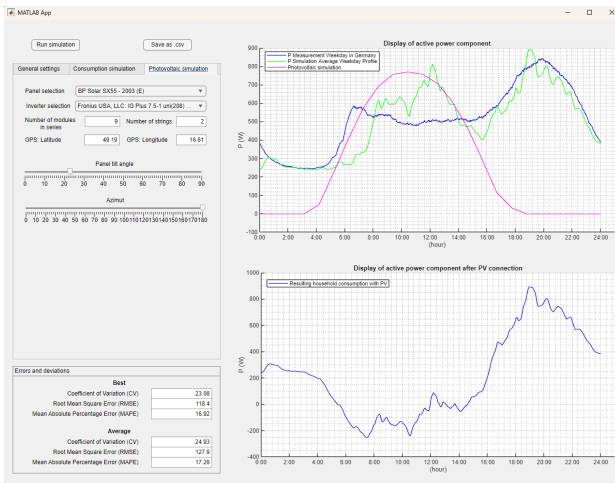 MATLAB App
Run simulation
Save as .csv
General settings
Consumption simulation
Photovoltaic simulation
Panel selection
BP Solar SX55 - 2003 (E)
Inverter selection
Fronius USA, LLC: IG Plus 7.5-1 uni(208) ...
Number of modules
in series
9
Number of strings
2
GPS: Latitude
49.19
GPS: Longitude
16.61
Panel tilt angle
0 10 20 30 40 50 60 70 80 90
Azimut
0 10 20 30 40 50 60 70 80 90 100110120130140150160170180
Errors and deviations
Best
Coefficient of Variation (CV)
23.08
Root Mean Square Error (RMSE)
118.4
Mean Absolute Percentage Error (MAPE)
16.92
Average
Coefficient of Variation (CV)
24.93
Root Mean Square Error (RMSE)
127.9
Mean Absolute Percentage Error (MAPE)
17.26
Display of active power component
P Measurement Weekday in Germany
P Simulation Average Weekday Profile
Photovoltaic simulation
P (W)
900
800
700
600
500
400
300
200
100
0
-100
0:00 2:00 4:00 6:00 8:00 10:00 12:00 14:00 16:00 18:00 20:00 22:00 24:00
(hour)
Display of active power component after PV connection
Resulting household consumption with PV
P (W)
1000
800
600
400
200
0
-200
-400
0:00 2:00 4:00 6:00 8:00 10:00 12:00 14:00 16:00 18:00 20:00 22:00 24:00
(hour)